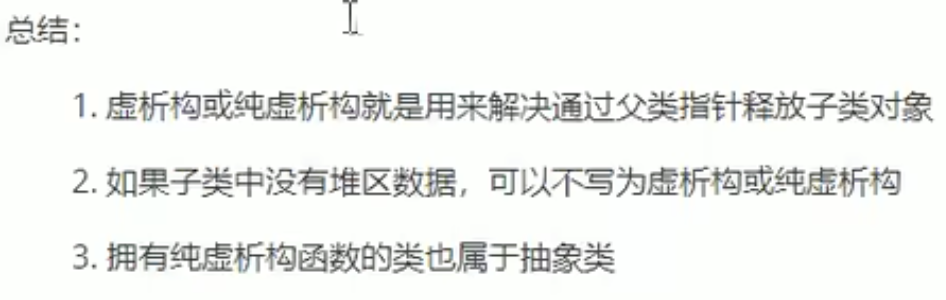 总结：
1. 虚析构或纯虚析构就是用来解决通过父类指针释放子类对象
2. 如果子类中没有堆区数据，可以不写为虚析构或纯虚析构
3. 拥有纯虚析构函数的类也属于抽象类